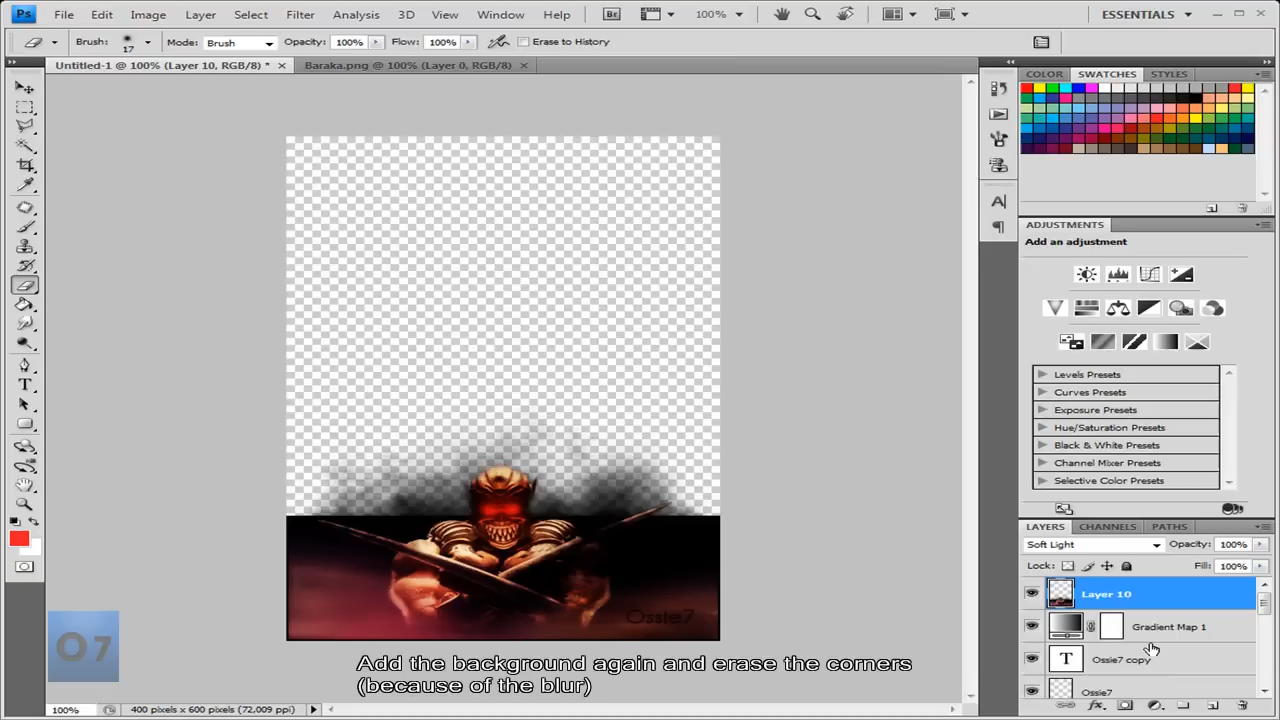 Ps File Edit Image Layer Select Filter Analysis 3D View Window Help Br 100% ESSENTIALS
Brush: 17 Mode: Brush Opacity: 100% Flow: 100% Erase to History
Untitled-1 @ 100% (Layer 10, RGB/8) * Baraka.png @ 100% (Layer 0, RGB/8)
COLOR SWATCHES STYLES
ADJUSTMENTS
Add an adjustment
Levels Presets
Curves Presets
Exposure Presets
Hue/Saturation Presets
Black & White Presets
Channel Mixer Presets
Selective Color Presets
LAYERS CHANNELS PATHS
Soft Light Opacity: 100%
Lock: Fill: 100%
Layer 10
Gradient Map 1
T Ossie7 copy
Ossie7
Ossie7
O7
Add the background again and erase the corners
(because of the blur)
100% 400 pixels x 600 pixels (72,009 ppi)